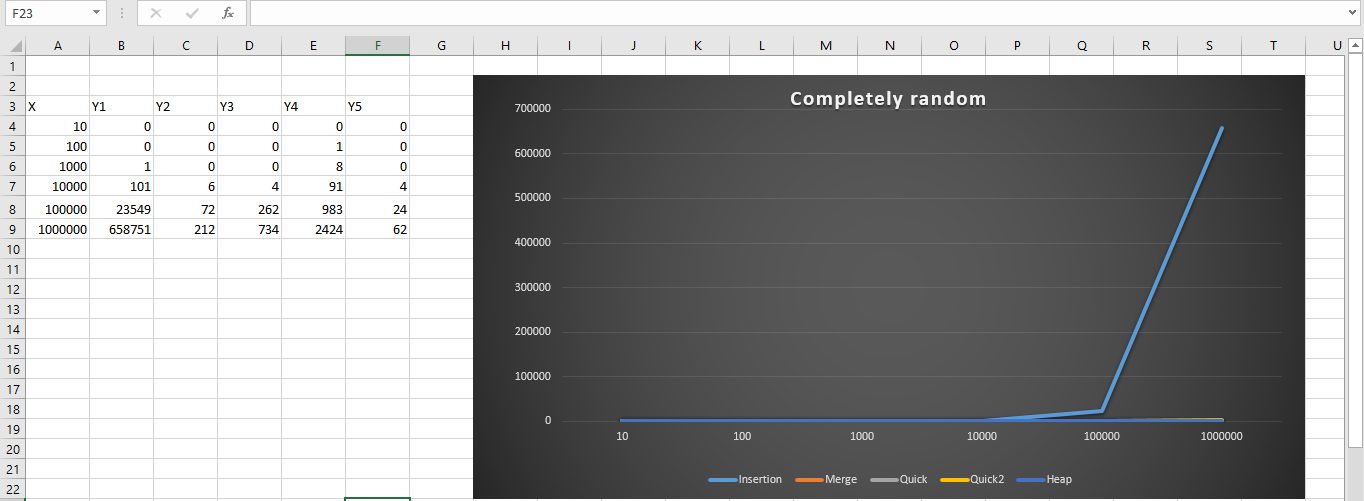 F23 fx
A B C D E F G H I J K L M N O P Q R S T U
1
2
3 X Y1 Y2 Y3 Y4 Y5
4 10 0 0 0 0 0
5 100 0 0 0 1 0
6 1000 1 0 0 8 0
7 10000 101 6 4 91 4
8 100000 23549 72 262 983 24
9 1000000 658751 212 734 2424 62
10
11
12
13
14
15
16
17
18
19
20
21
22
Completely random
700000
600000
500000
400000
300000
200000
100000
0
10 100 1000 10000 100000 1000000
Insertion Merge Quick Quick2 Heap